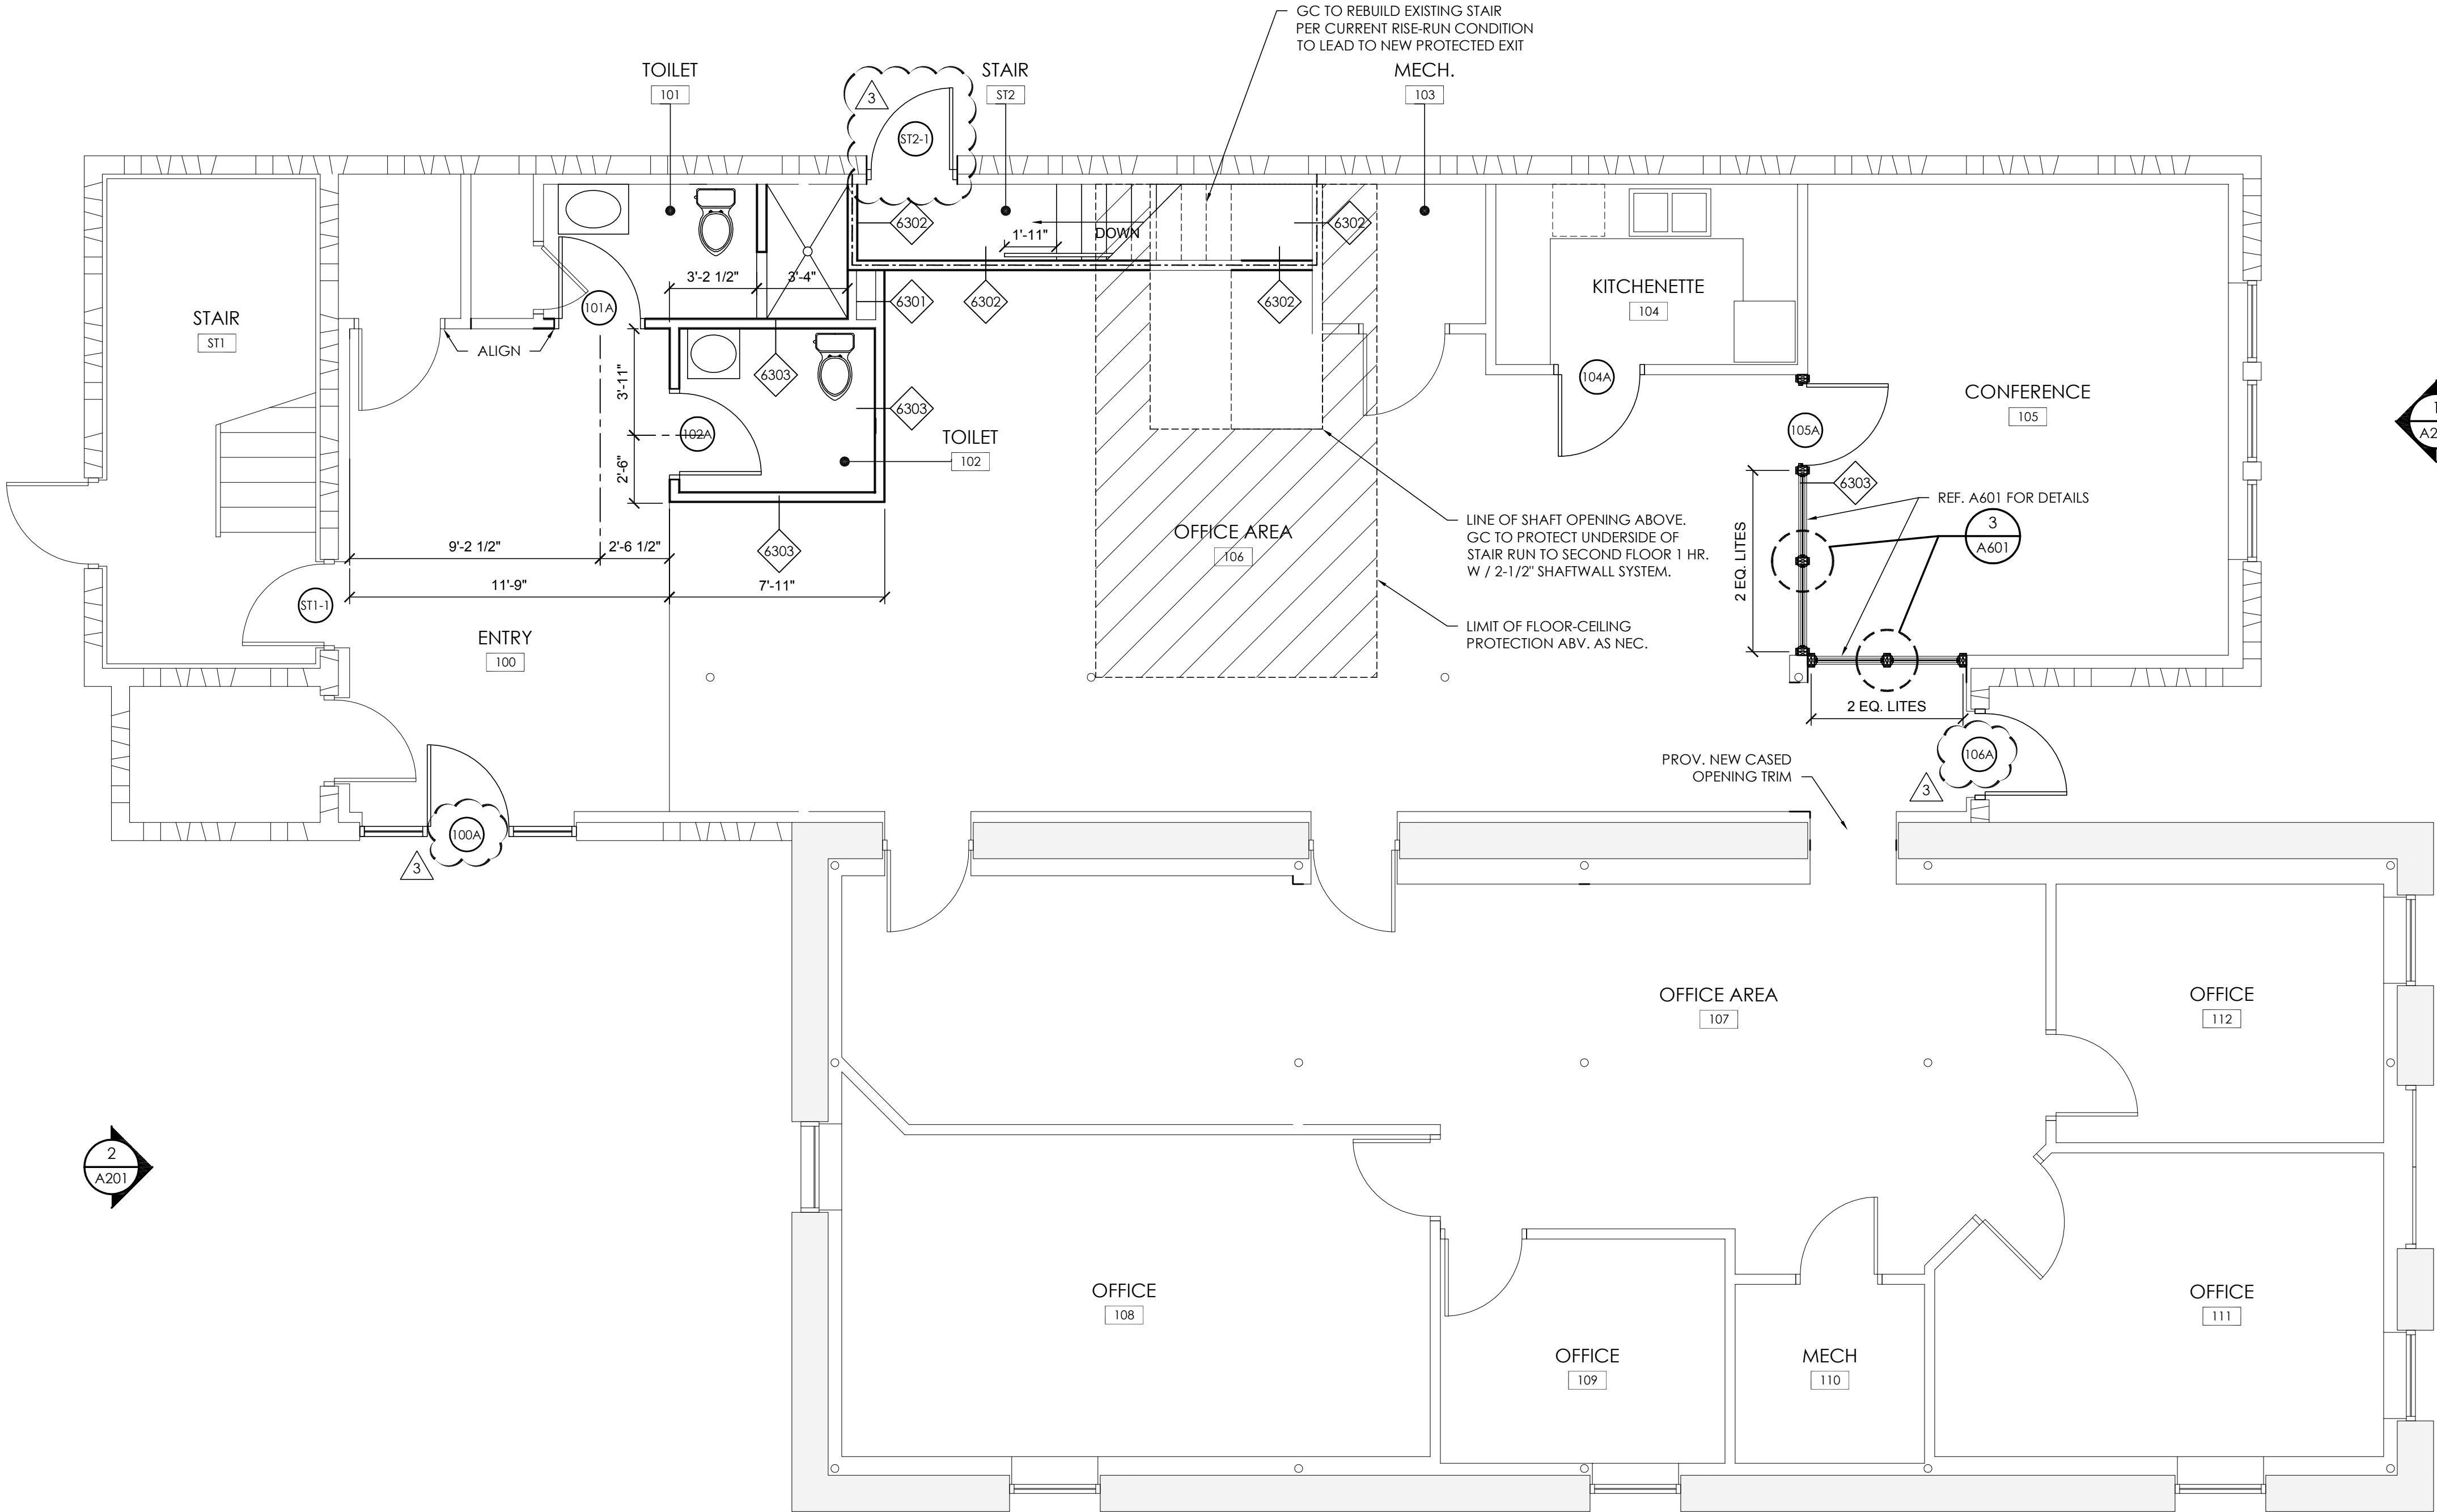 GC TO REBUILD EXISTING STAIR
PER CURRENT RISE-RUN CONDITION
TO LEAD TO NEW PROTECTED EXIT
TOILET
101
3
STAIR
ST2
MECH.
103
ST2-1
6302
1'-11"
DOWN
6302
3'-2 1/2"
3'-4"
KITCHENETTE
104
101A
6301
6302
6302
STAIR
ST1
ALIGN
3'-11"
6303
104A
CONFERENCE
105
6303
102A
TOILET
102
105A
1
2'-6"
6303
REF. A601 FOR DETAILS
3
A601
OFFICE AREA
106
LINE OF SHAFT OPENING ABOVE.
GC TO PROTECT UNDERSIDE OF
STAIR RUN TO SECOND FLOOR 1 HR.
W / 2-1/2" SHAFTWALL SYSTEM.
2 EQ. LITES
9'-2 1/2"
2'-6 1/2"
6303
11'-9"
7'-11"
ST1-1
ENTRY
100
LIMIT OF FLOOR-CEILING
PROTECTION ABV. AS NEC.
2 EQ. LITES
106A
3
PROV. NEW CASED
OPENING TRIM
100A
3
OFFICE AREA
107
OFFICE
112
2
A201
OFFICE
108
OFFICE
109
MECH
110
OFFICE
111